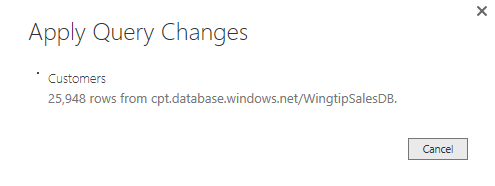 Apply Query Changes
Customers
25,948 rows from cpt.database.windows.net/WingtipSalesDB.
Cancel